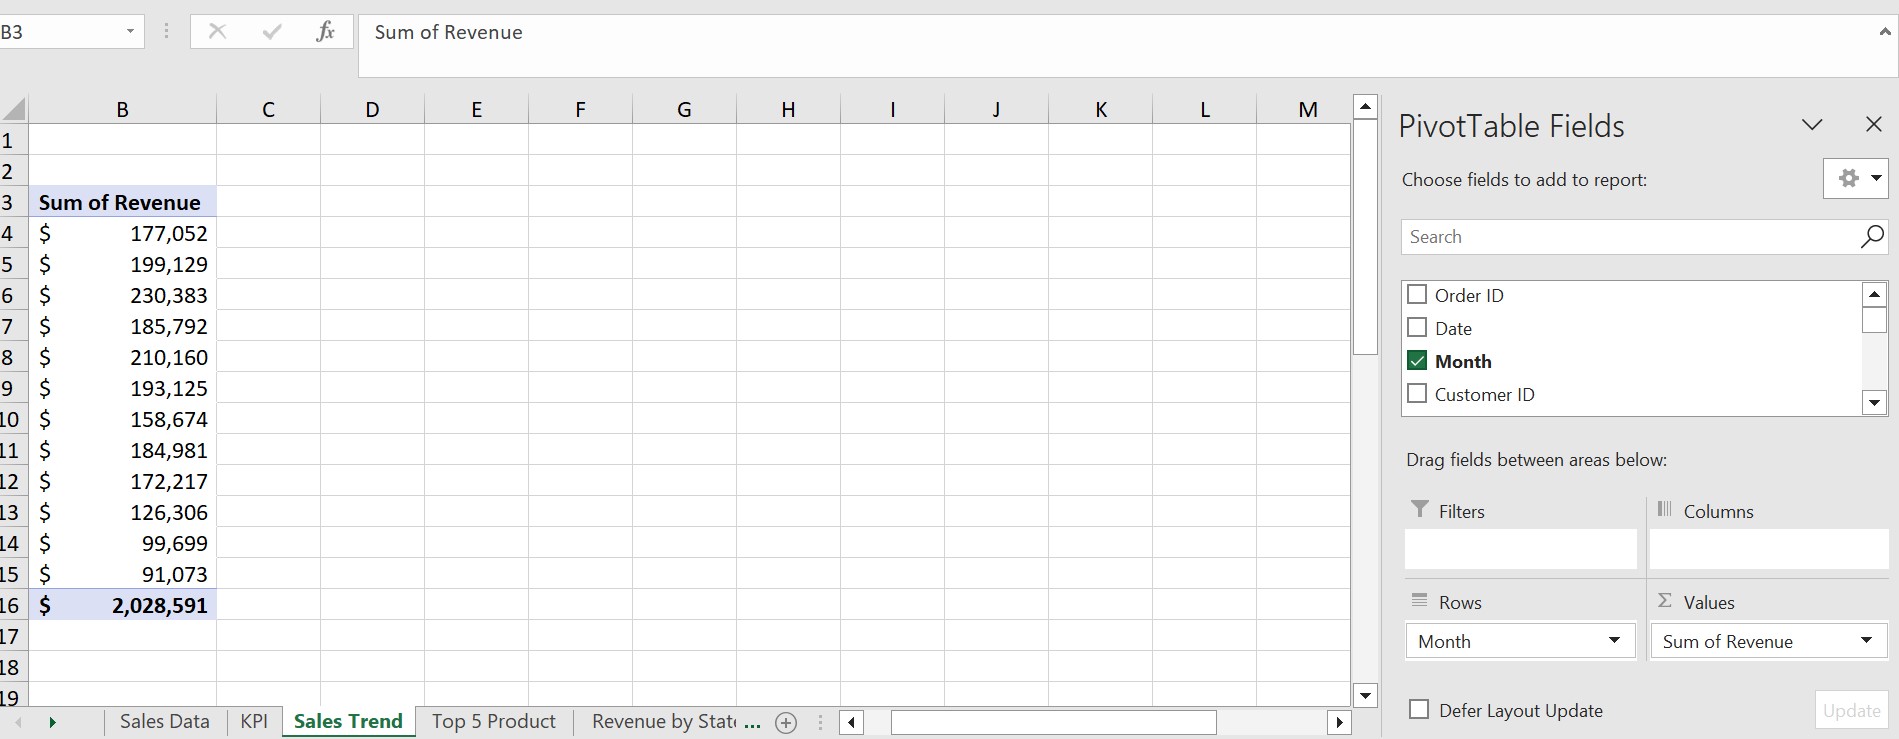 B3 fx Sum of Revenue
B C D E F G H I J K L M
1
2
3 Sum of Revenue
4 $ 177,052
5 $ 199,129
6 $ 230,383
7 $ 185,792
8 $ 210,160
9 $ 193,125
10 $ 158,674
11 $ 184,981
12 $ 172,217
13 $ 126,306
14 $ 99,699
15 $ 91,073
16 $ 2,028,591
17
18
19
Sales Data KPI Sales Trend Top 5 Product Revenue by State ...
PivotTable Fields
Choose fields to add to report:
Search
Order ID
Date
Month
Customer ID
Drag fields between areas below:
Filters
Columns
Rows
Σ Values
Month
Sum of Revenue
Defer Layout Update
Update